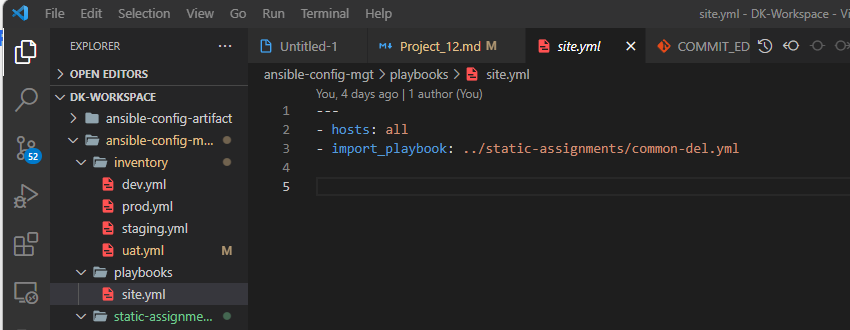 File Edit Selection View Go Run Terminal Help site.yml - DK-Workspace - Vi
EXPLORER ···
Untitled-1 Project_12.md M site.yml COMMIT_ED
OPEN EDITORS
DK-WORKSPACE
ansible-config-artifact
ansible-config-m...
inventory
dev.yml
prod.yml
staging.yml
uat.yml M
playbooks
site.yml
static-assignme...
52
ansible-config-mgt > playbooks > site.yml
You, 4 days ago | 1 author (You)
1 ---
2 - hosts: all
3 - import_playbook: ../static-assignments/common-del.yml
4
5